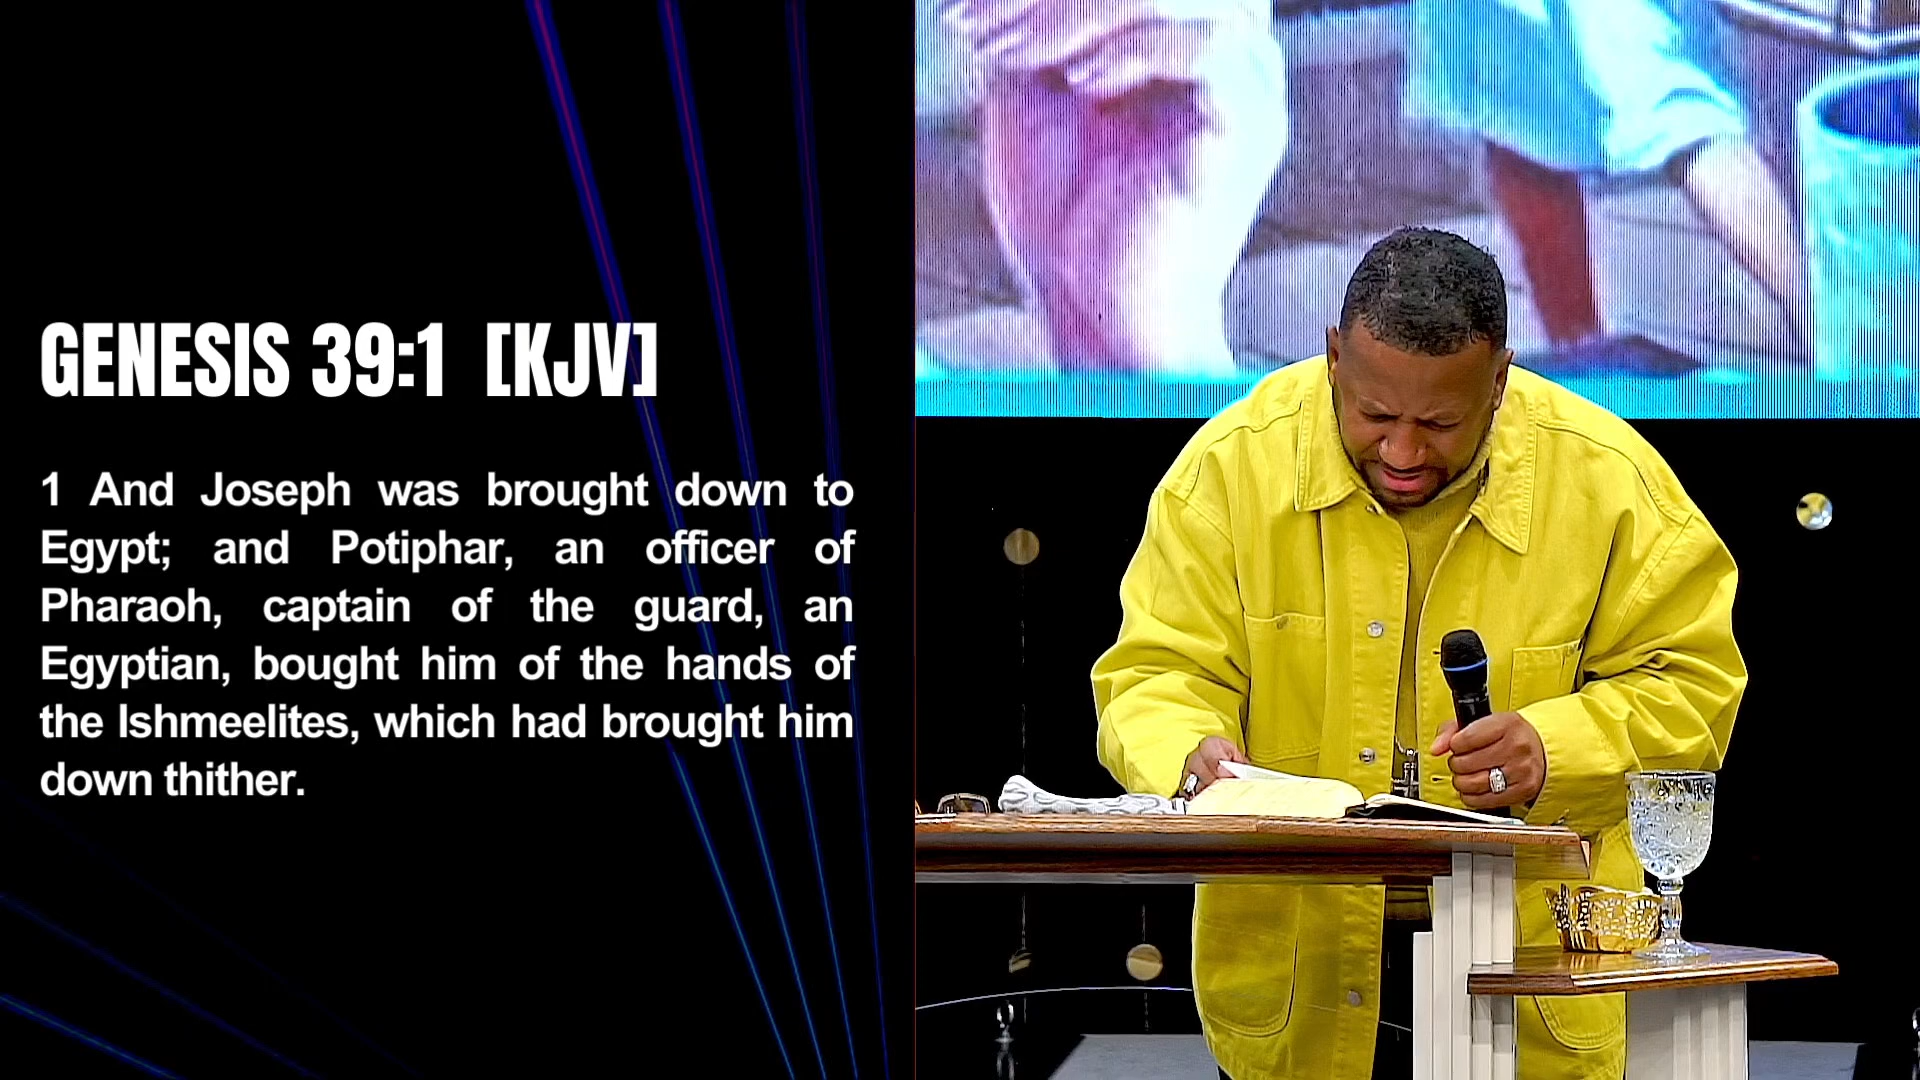 GENESIS 39:1 [KJV]
1 And Joseph was brought down to
Egypt; and Potiphar, an officer of
Pharaoh, captain of the guard, an
Egyptian, bought him of the hands of
the Ishmeelites, which had brought him
down thither.